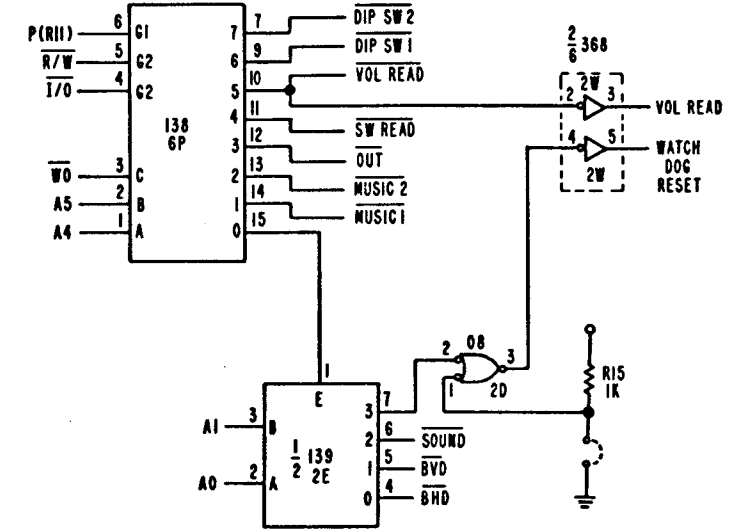 6 P(R11) G1
5 R/W G2
4 I/O G2
138
6P
3 WO C
2 A5 B
1 A4 A
7 7 DIP SW2
6 9 DIP SW1
5 10 VOL READ
4 11 SW READ
3 12 OUT
2 13 MUSIC 2
1 14 MUSIC 1
0 15
2/6 368
2W
2 3 VOL READ
4 5 WATCH
DOG
RESET
2W
1
E
A1 3 B
A0 2 A
1/2 139
2E
3 7
2 6 SOUND
1 5 BVD
0 4 BHD
08
2 3
1 2D
R15
1K